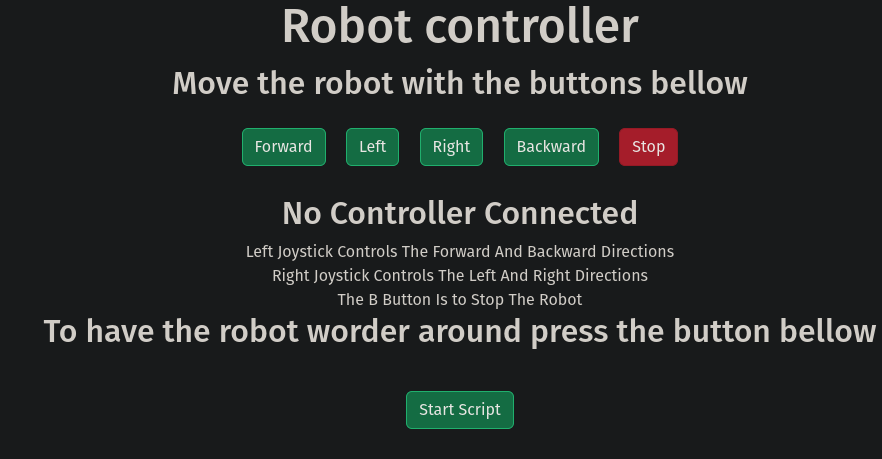 Robot controller
Move the robot with the buttons bellow
Forward Left Right Backward Stop
No Controller Connected
Left Joystick Controls The Forward And Backward Directions
Right Joystick Controls The Left And Right Directions
The B Button Is to Stop The Robot
To have the robot worder around press the button bellow
Start Script